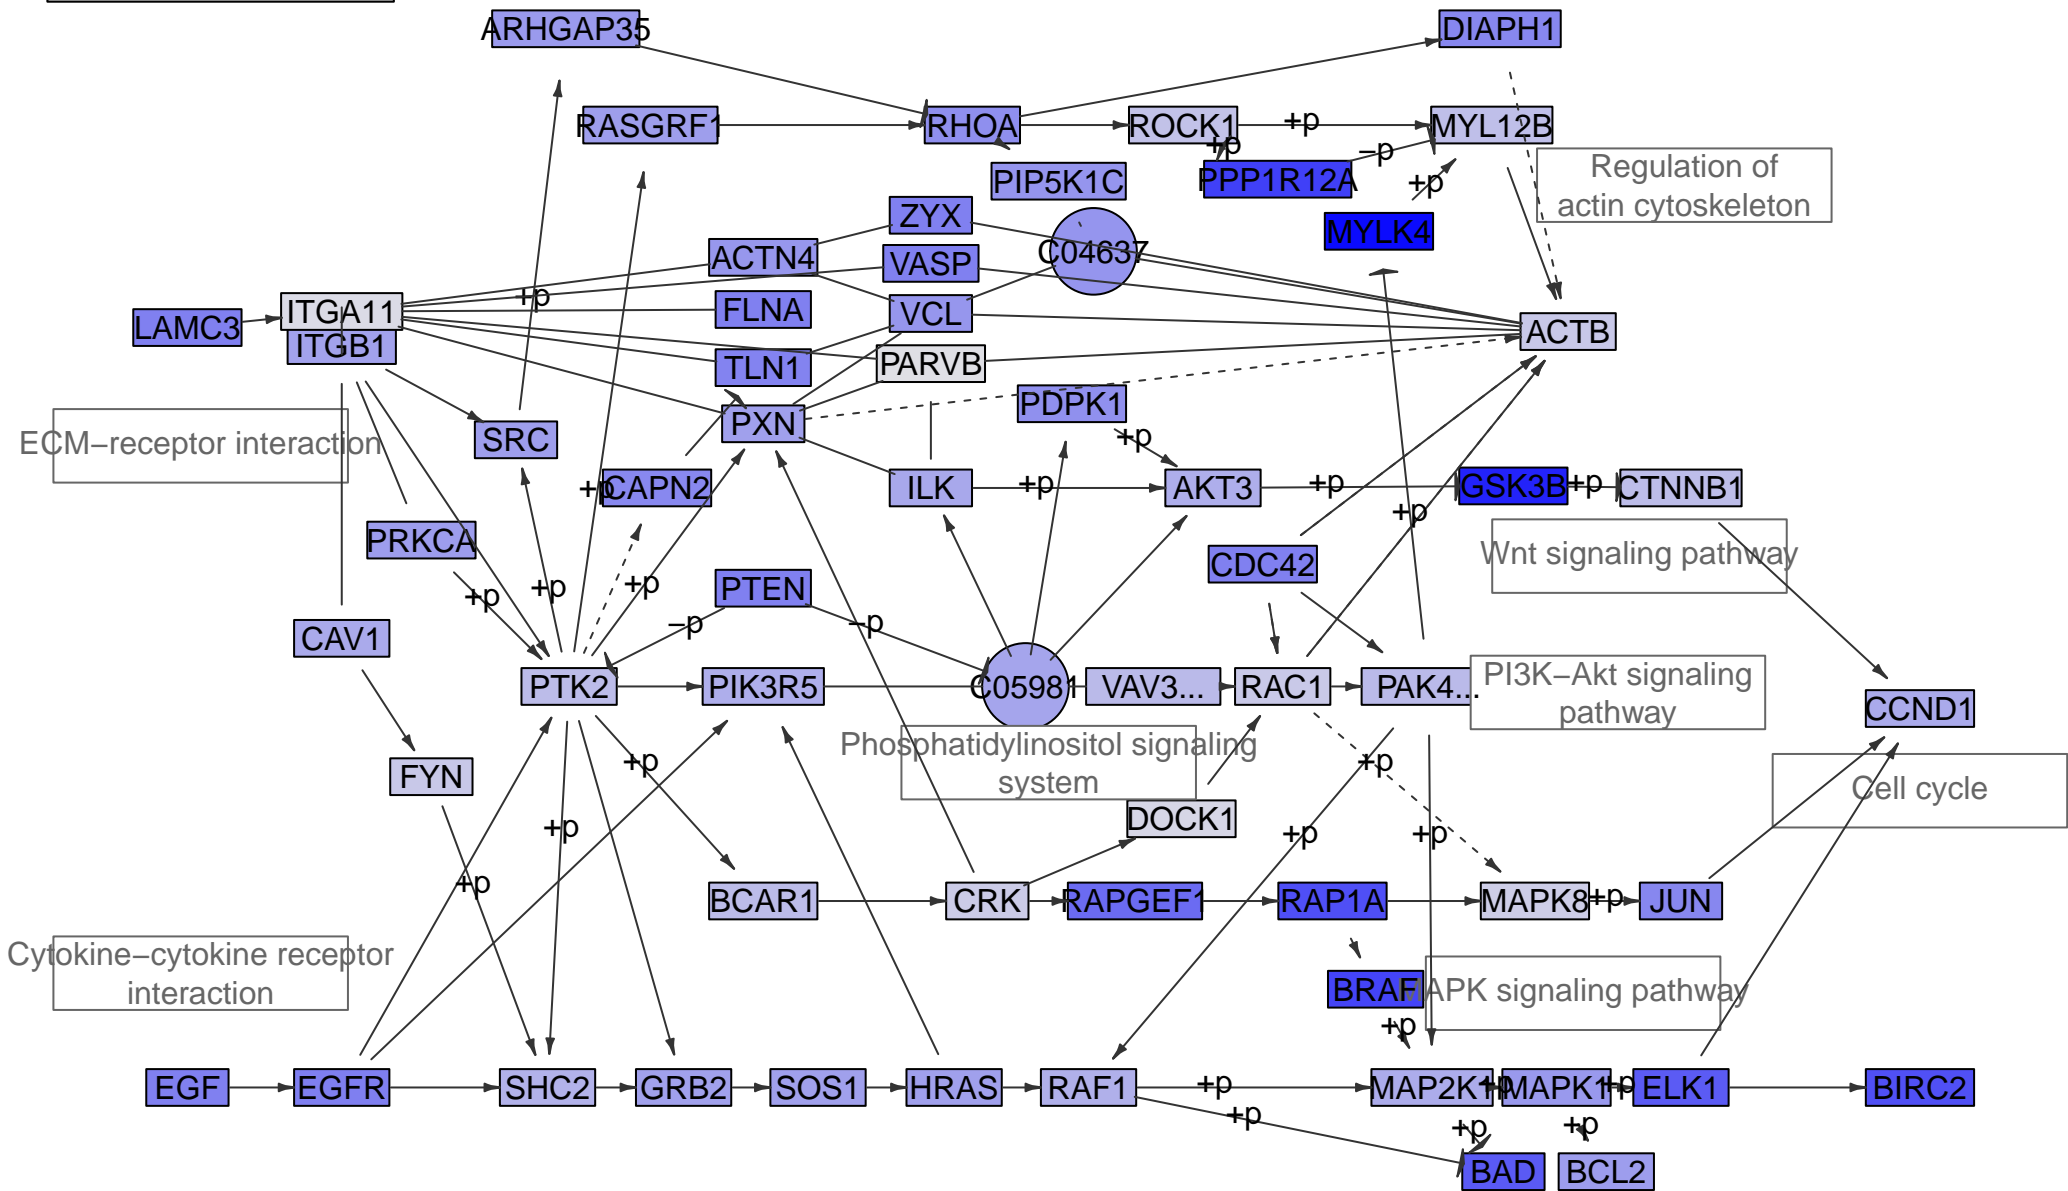 ARHGAP35
DIAPH1
RASGRF1
RHOA
ROCK1
+p
MYL12B
+p
−p
PIP5K1C
PPP1R12A
+p
Regulation of
actin cytoskeleton
ZYX
MYLK4
ACTN4
VASP
C04637
+p
ITGA11
FLNA
VCL
LAMC3
ITGB1
ACTB
TLN1
PARVB
PDPK1
PXN
ECM−receptor interaction
SRC
+p
+p
CAPN2
ILK
+p
AKT3
+p
GSK3B
+p
CTNNB1
+p
PRKCA
Wnt signaling pathway
CDC42
+p
+p
+p
PTEN
−p
−p
CAV1
PTK2
PIK3R5
C05981
VAV3...
RAC1
PAK4...
PI3K−Akt signaling
pathway
CCND1
Phosphatidylinositol signaling
system
+p
+p
FYN
Cell cycle
DOCK1
+p
+p
+p
+p
BCAR1
CRK
RAPGEF1
RAP1A
MAPK8
+p
JUN
Cytokine−cytokine receptor
interaction
BRAF
MAPK signaling pathway
+p
EGF
EGFR
SHC2
GRB2
SOS1
HRAS
RAF1
+p
MAP2K1
+p
MAPK1
+p
ELK1
BIRC2
+p
+p
+p
BAD
BCL2